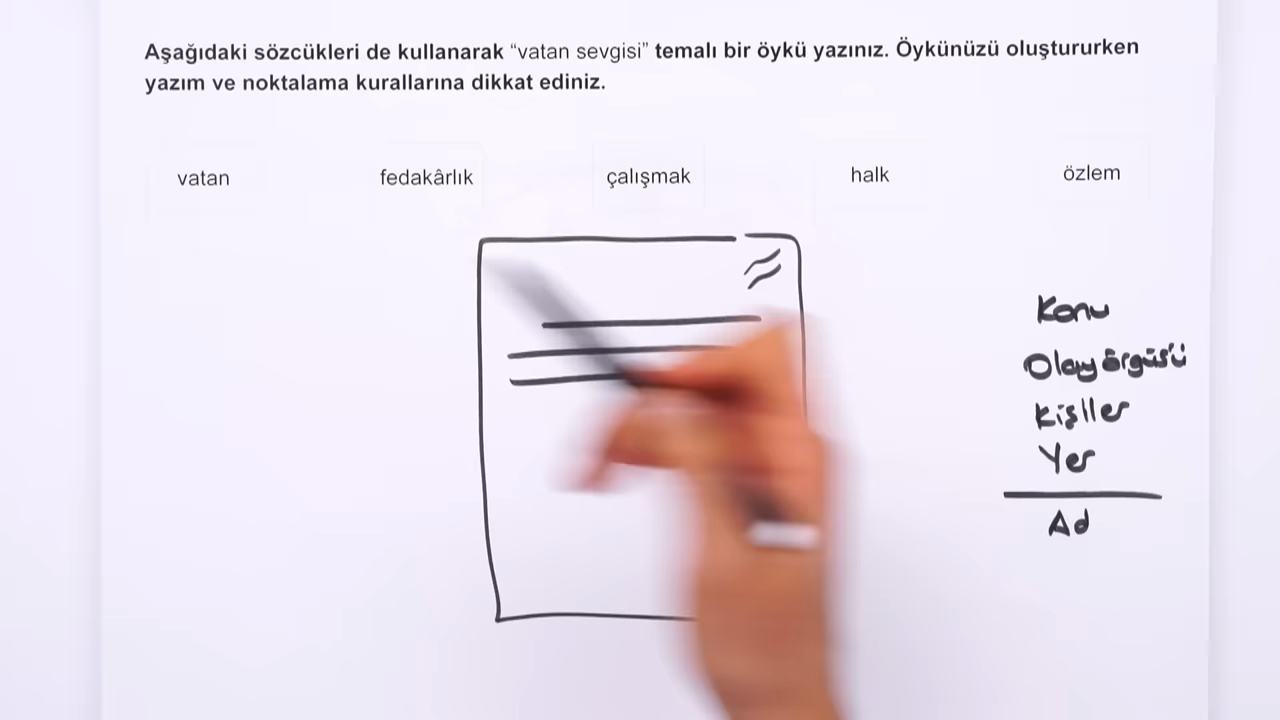 Aşağıdaki sözcükleri de kullanarak “vatan sevgisi” temalı bir öykü yazınız. Öykünüzü oluştururken
yazım ve noktalama kurallarına dikkat ediniz.
vatan fedakârlık çalışmak halk özlem
Konu
Olay örgüsü
Kişiler
Yer
Ad